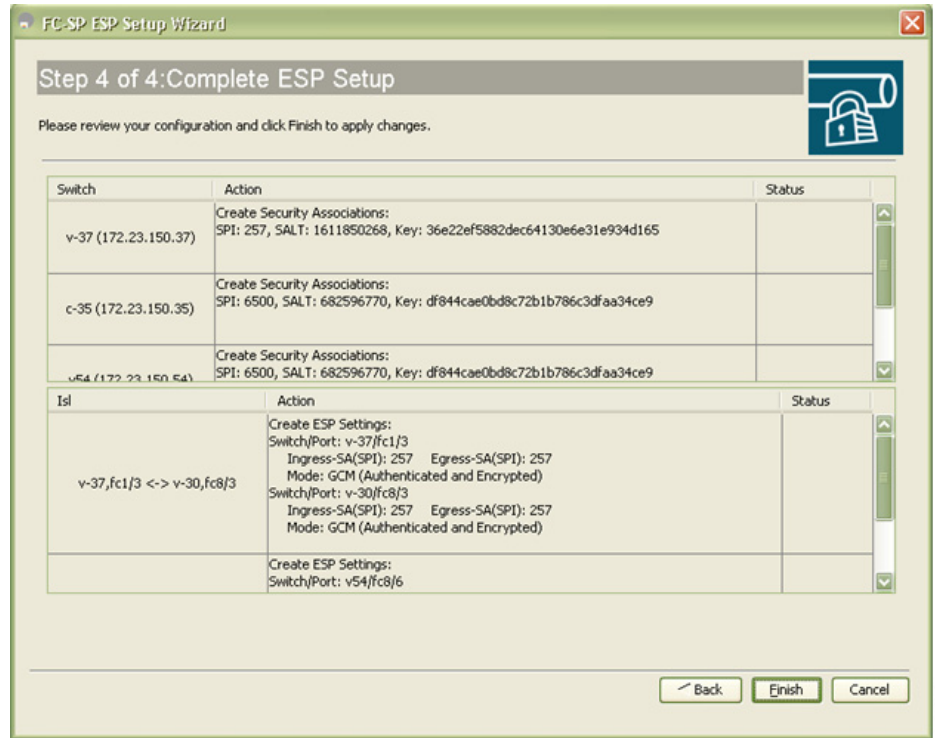 FC-SP ESP Setup Wizard
Step 4 of 4:Complete ESP Setup
Please review your configuration and click Finish to apply changes.
Switch Action Status
v-37 (172.23.150.37)
Create Security Associations:
SPI: 257, SALT: 1611850268, Key: 36e22ef5882dec64130e6e31e934d165
c-35 (172.23.150.35)
Create Security Associations:
SPI: 6500, SALT: 682596770, Key: df844cae0bd8c72b1b786c3dfaa34ce9
v54 (172.23.150.54)
Create Security Associations:
SPI: 6500, SALT: 682596770, Key: df844cae0bd8c72b1b786c3dfaa34ce9
Isl Action Status
v-37,fc1/3 <-> v-30,fc8/3
Create ESP Settings:
Switch/Port: v-37/fc1/3
Ingress-SA(SPI): 257 Egress-SA(SPI): 257
Mode: GCM (Authenticated and Encrypted)
Switch/Port: v-30/fc8/3
Ingress-SA(SPI): 257 Egress-SA(SPI): 257
Mode: GCM (Authenticated and Encrypted)
Create ESP Settings:
Switch/Port: v54/fc8/6
Back Finish Cancel